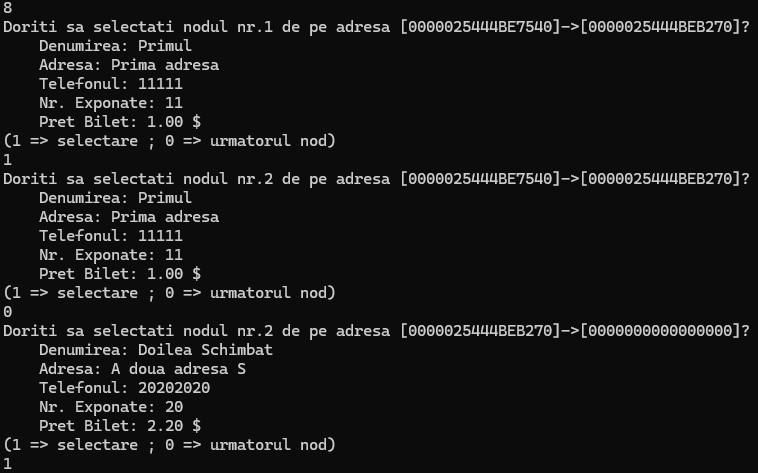 8
Doriti sa selectati nodul nr.1 de pe adresa [0000025444BE7540]->[0000025444BEB270]?
    Denumirea: Primul
    Adresa: Prima adresa
    Telefonul: 11111
    Nr. Exponate: 11
    Pret Bilet: 1.00 $
(1 => selectare ; 0 => urmatorul nod)
1
Doriti sa selectati nodul nr.2 de pe adresa [0000025444BE7540]->[0000025444BEB270]?
    Denumirea: Primul
    Adresa: Prima adresa
    Telefonul: 11111
    Nr. Exponate: 11
    Pret Bilet: 1.00 $
(1 => selectare ; 0 => urmatorul nod)
0
Doriti sa selectati nodul nr.2 de pe adresa [0000025444BEB270]->[0000000000000000]?
    Denumirea: Doilea Schimbat
    Adresa: A doua adresa S
    Telefonul: 20202020
    Nr. Exponate: 20
    Pret Bilet: 2.20 $
(1 => selectare ; 0 => urmatorul nod)
1